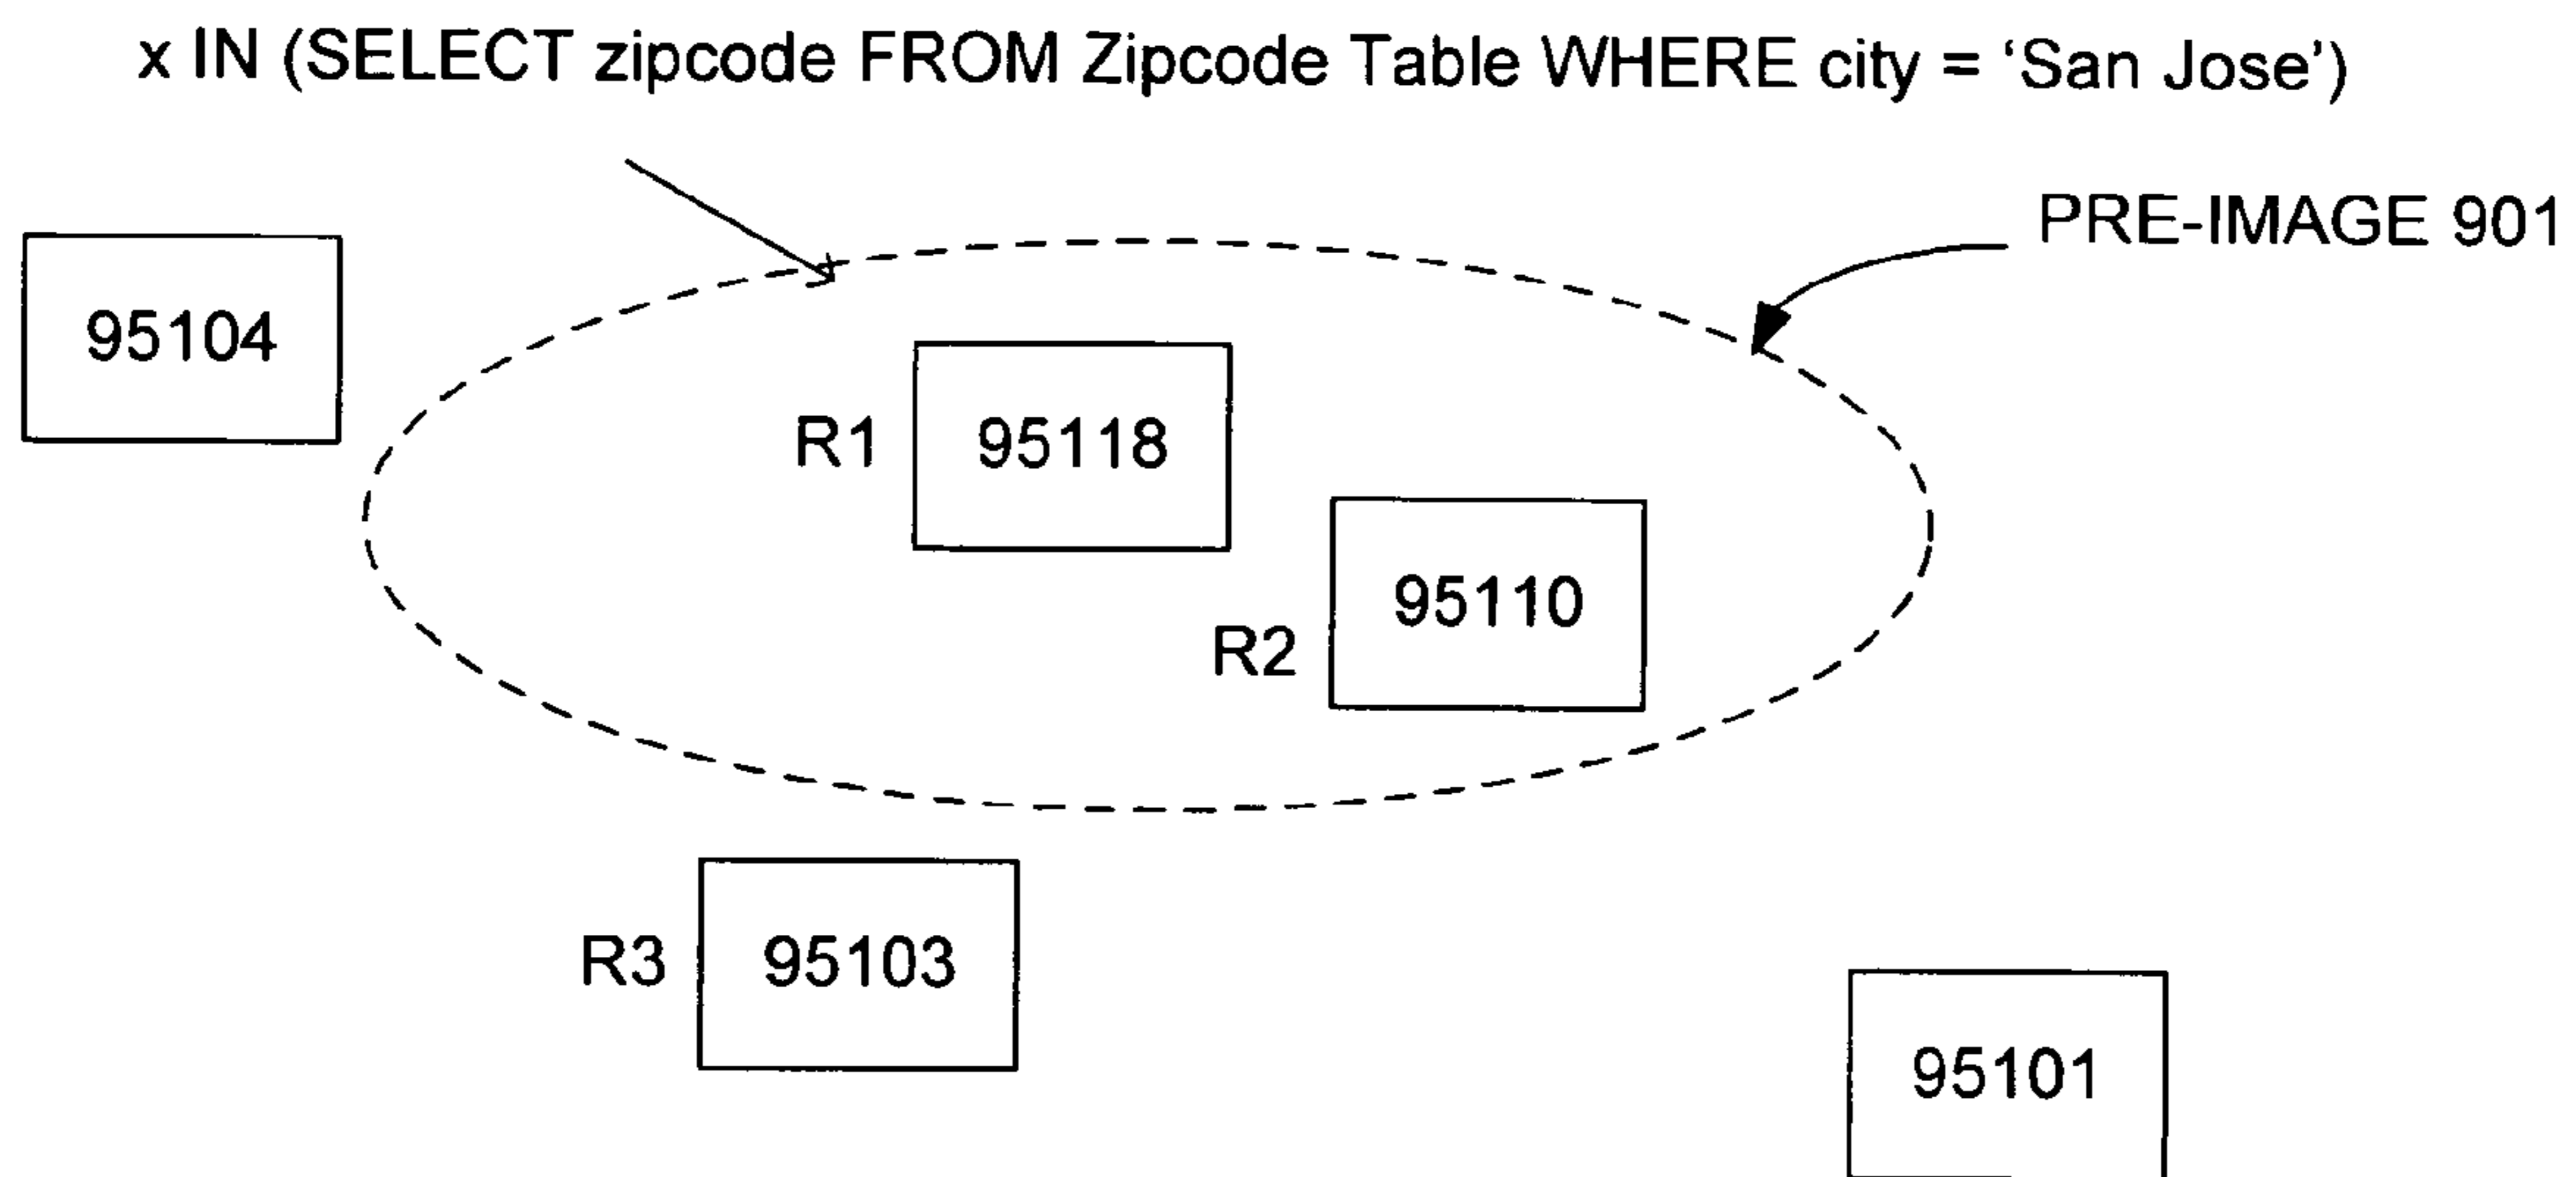 x IN (SELECT zipcode FROM Zipcode Table WHERE city = ‘San Jose’)
PRE-IMAGE 901
95104
R1 95118
R2 95110
R3 95103
95101